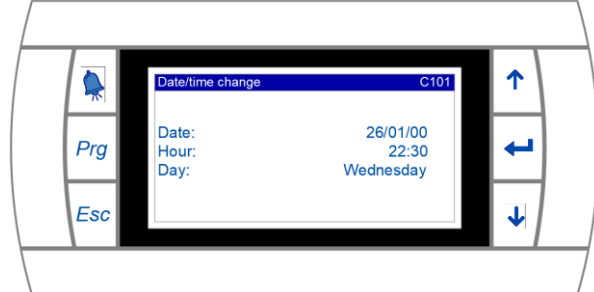 Date/time change C101
Prg
Date: 26/01/00
Hour: 22:30
Day: Wednesday
Esc